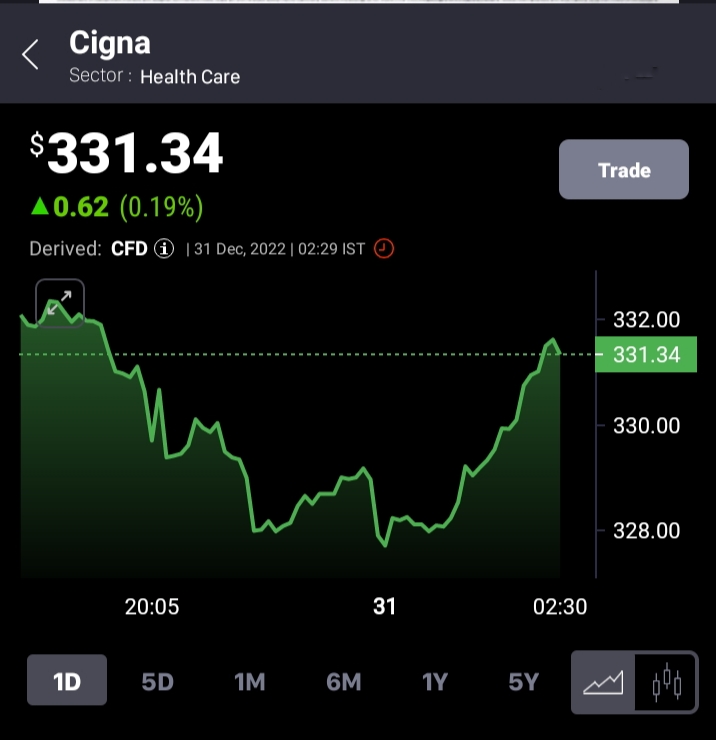 Cigna
Sector : Health Care
$331.34
▲0.62 (0.19%)
Trade
Derived: CFD | 31 Dec, 2022 | 02:29 IST
332.00
331.34
330.00
328.00
20:05 31 02:30
1D 5D 1M 6M 1Y 5Y